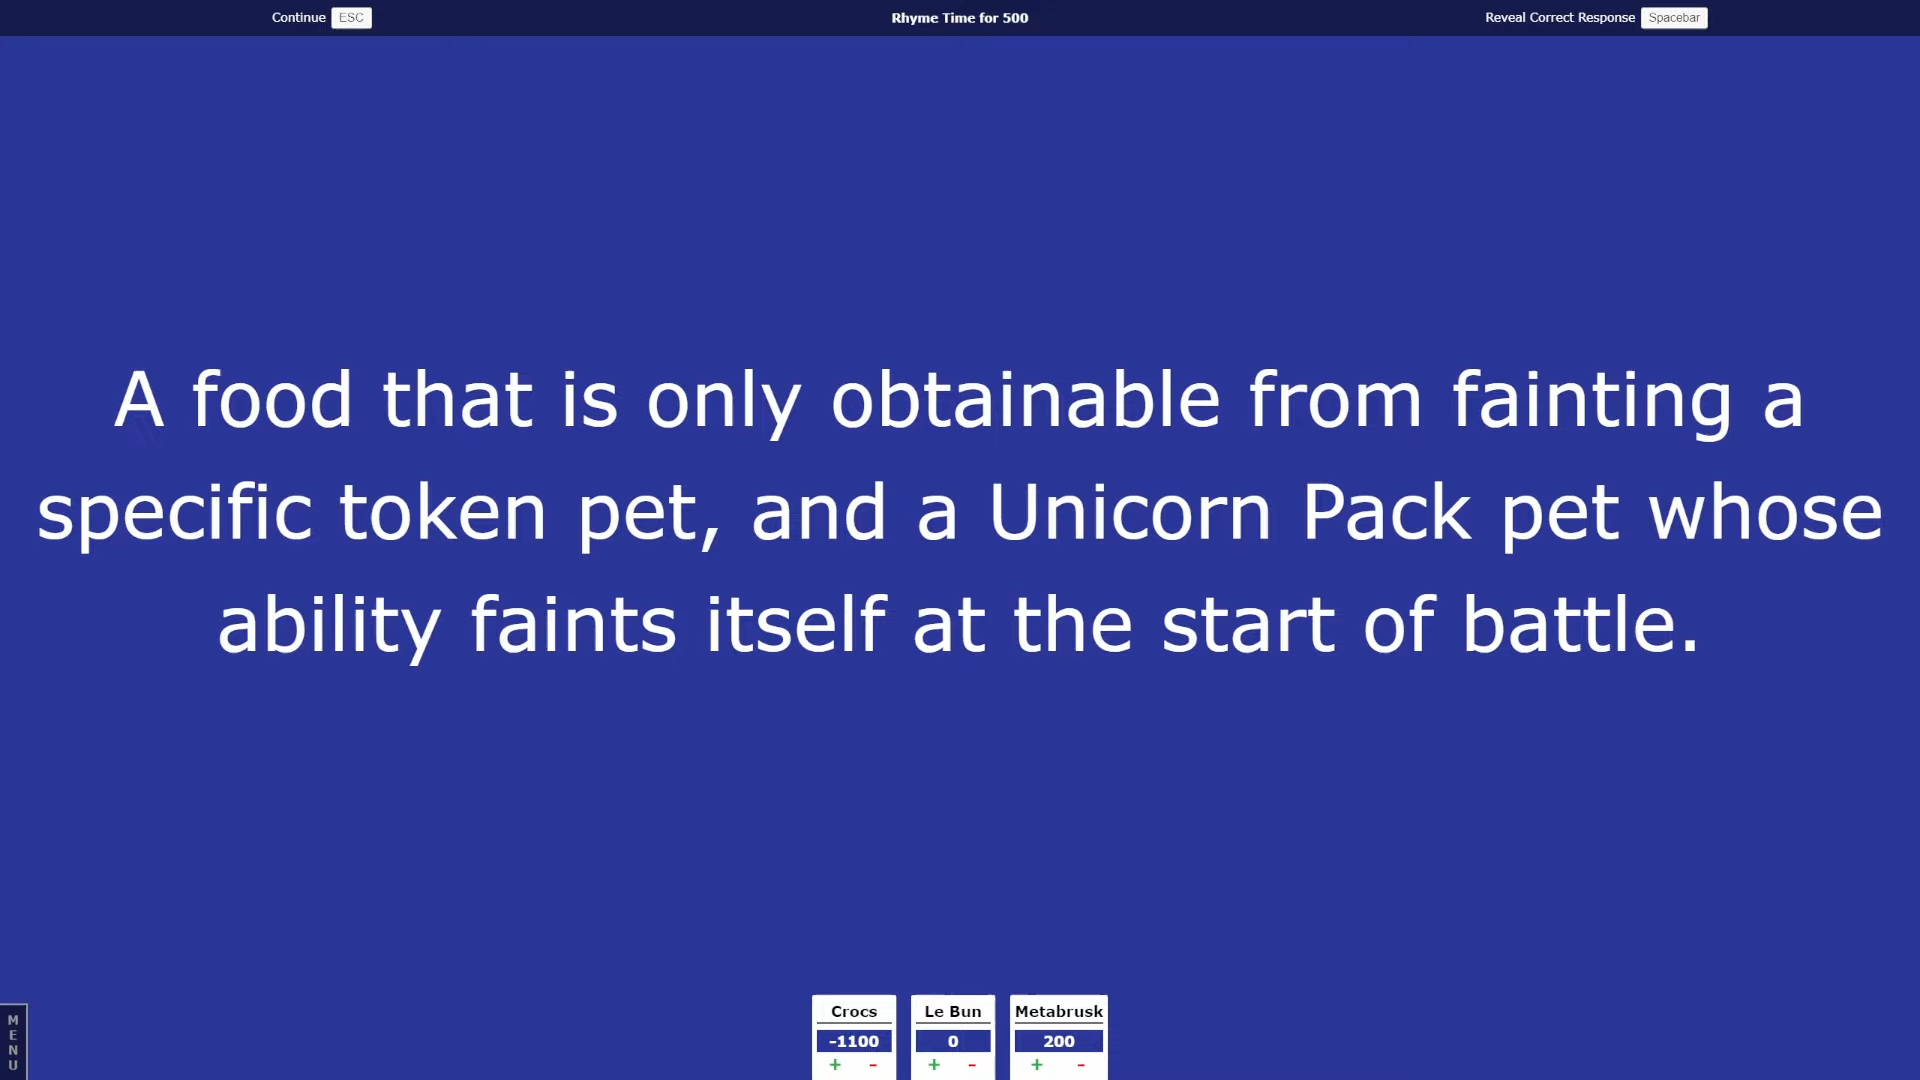 Continue ESC
Rhyme Time for 500
Reveal Correct Response Spacebar
A food that is only obtainable from fainting a
specific token pet, and a Unicorn Pack pet whose
ability faints itself at the start of battle.
MENU
Crocs
-1100
+ -
Le Bun
0
+ -
Metabrusk
200
+ -